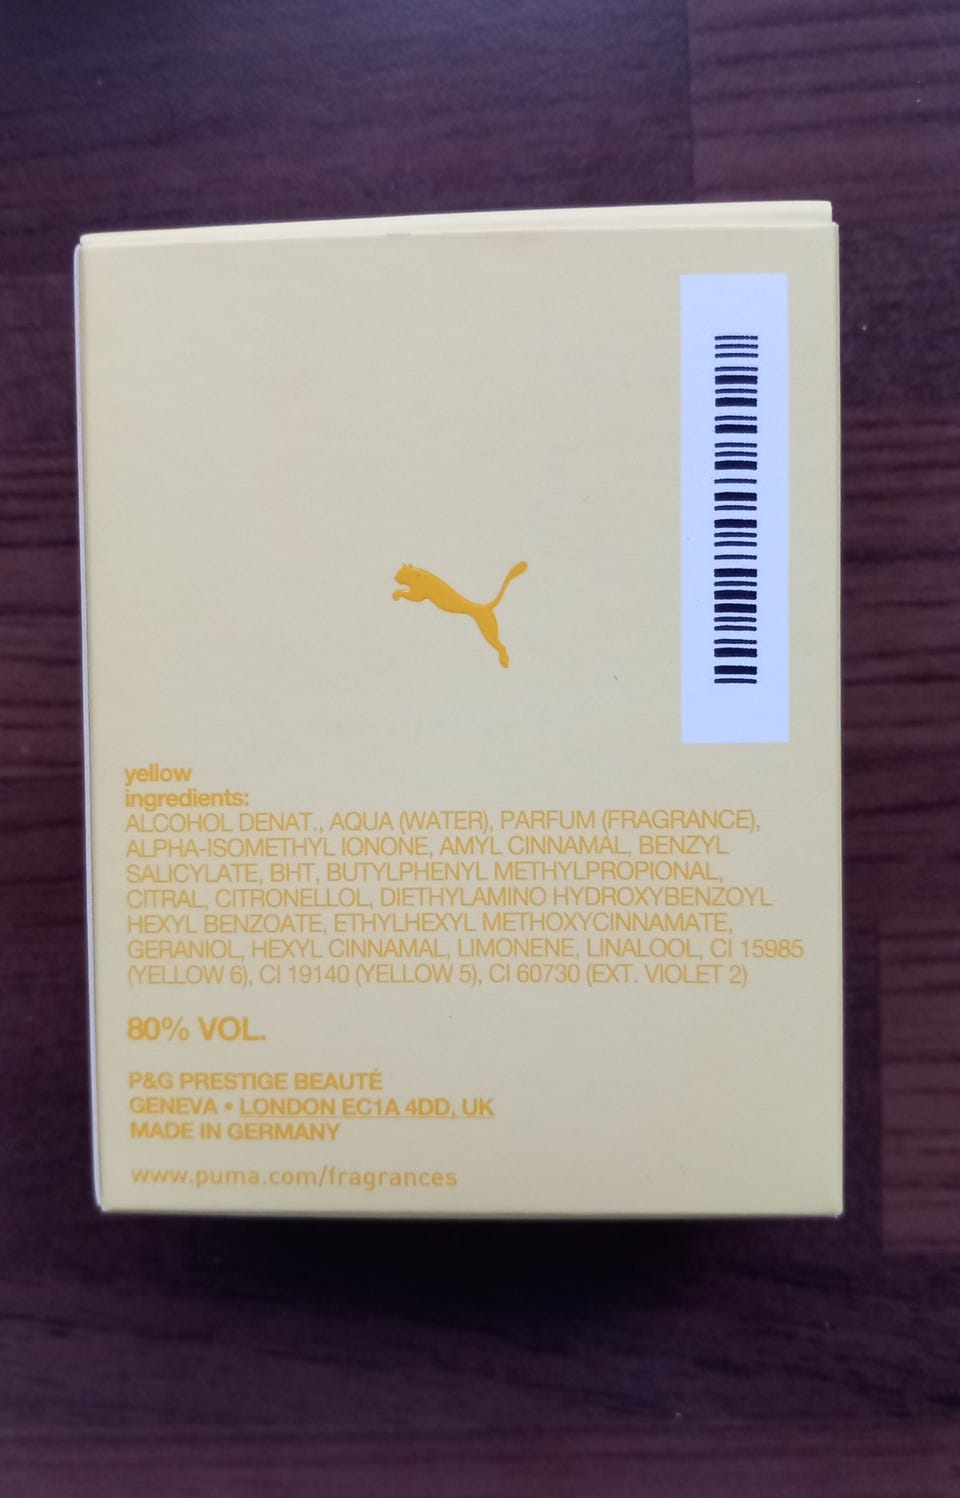 yellow
ingredients:
ALCOHOL DENAT., AQUA (WATER), PARFUM (FRAGRANCE),
ALPHA-ISOMETHYL IONONE, AMYL CINNAMAL, BENZYL
SALICYLATE, BHT, BUTYLPHENYL METHYLPROPIONAL,
CITRAL, CITRONELLOL, DIETHYLAMINO HYDROXYBENZOYL
HEXYL BENZOATE, ETHYLHEXYL METHOXYCINNAMATE,
GERANIOL, HEXYL CINNAMAL, LIMONENE, LINALOOL, CI 15985
(YELLOW 6), CI 19140 (YELLOW 5), CI 60730 (EXT. VIOLET 2)
80% VOL.
P&G PRESTIGE BEAUTÉ
GENEVA • LONDON EC1A 4DD, UK
MADE IN GERMANY
www.puma.com/fragrances